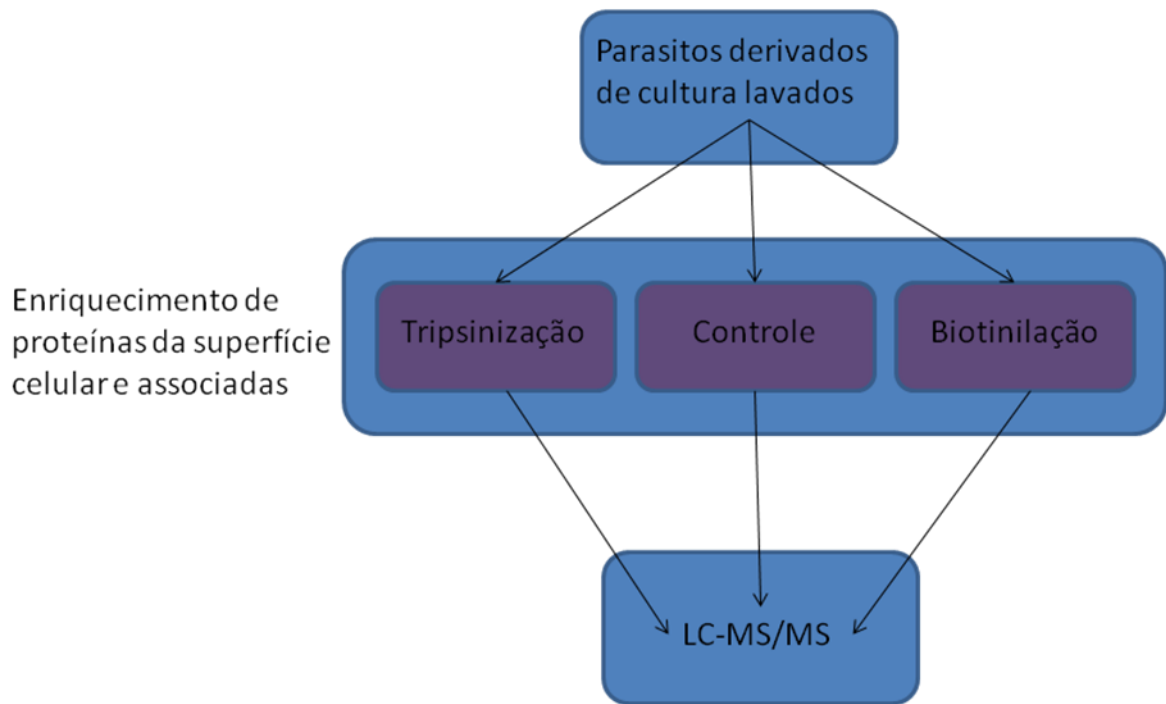 Parasitos derivados
de cultura lavados
Enriquecimento de
proteínas da superfície
celular e associadas
Tripsinização
Controle
Biotinilação
LC-MS/MS